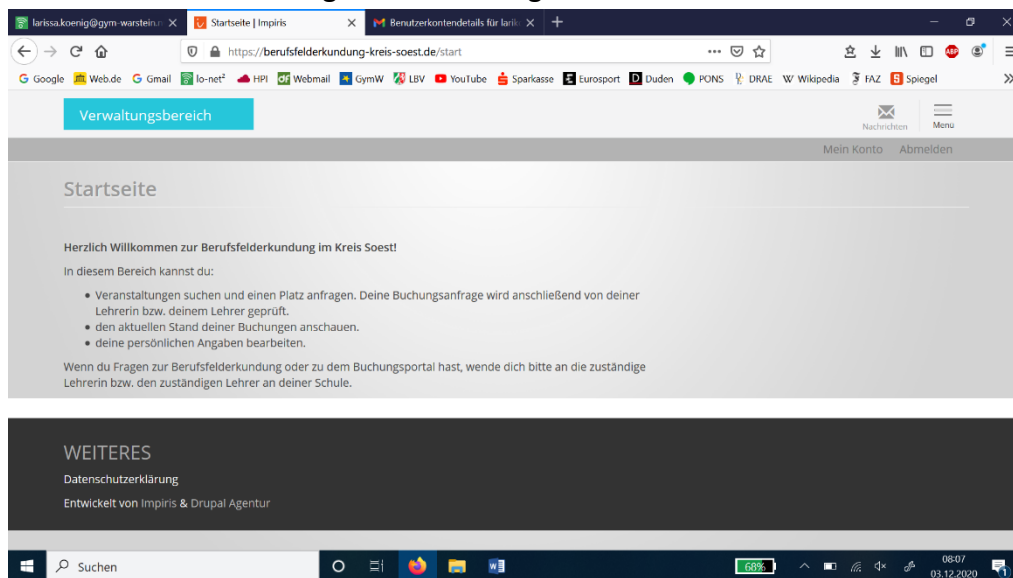 larissa.koenig@gym-warstein.n
Startseite | Impiris
Benutzerkontendetails für larik
https://berufsfelderkundung-kreis-soest.de/start
Google Web.de Gmail lo-net² HPI Webmail GymW LBV YouTube Sparkasse Eurosport Duden PONS DRAE Wikipedia FAZ Spiegel
Verwaltungsbereich
Nachrichten Menü
Mein Konto Abmelden
Startseite
Herzlich Willkommen zur Berufsfelderkundung im Kreis Soest!
In diesem Bereich kannst du:
• Veranstaltungen suchen und einen Platz anfragen. Deine Buchungsanfrage wird anschließend von deiner
Lehrerin bzw. deinem Lehrer geprüft.
• den aktuellen Stand deiner Buchungen anschauen.
• deine persönlichen Angaben bearbeiten.
Wenn du Fragen zur Berufsfelderkundung oder zu dem Buchungsportal hast, wende dich bitte an die zuständige
Lehrerin bzw. den zuständigen Lehrer an deiner Schule.
WEITERES
Datenschutzerklärung
Entwickelt von Impiris & Drupal Agentur
Suchen
68%
08:07
03.12.2020